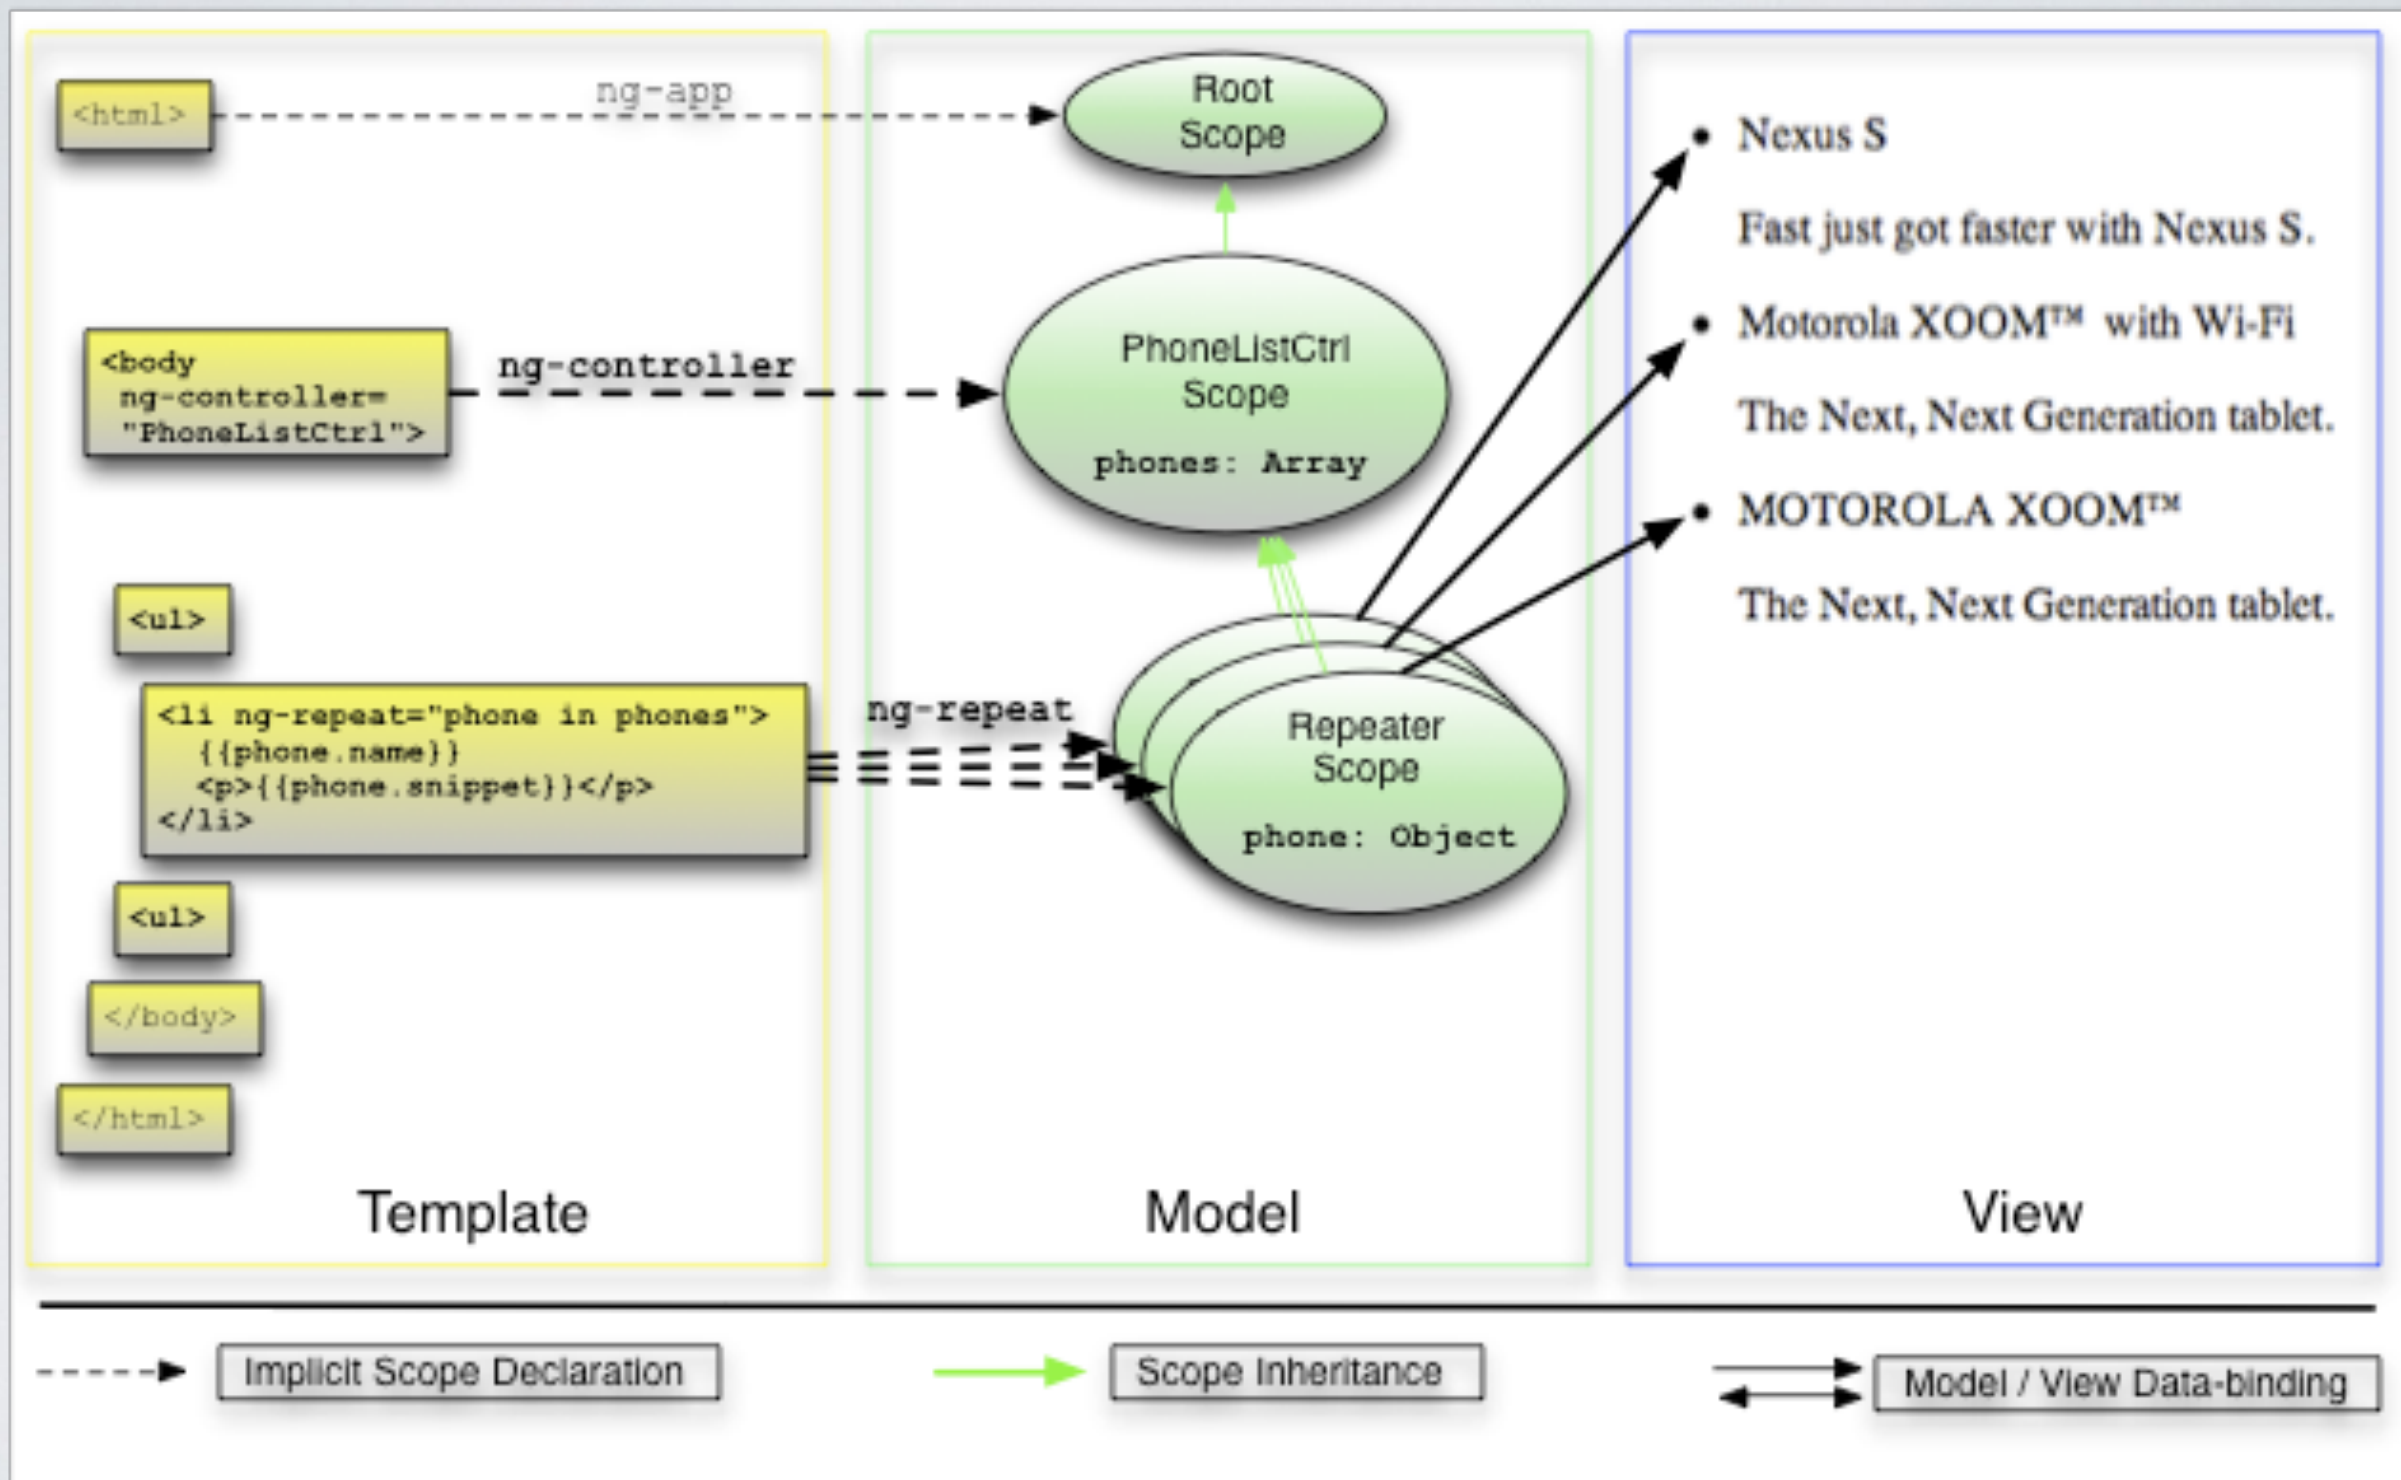 <html>
ng-app
Root
Scope
<body
ng-controller=
"PhoneListCtrl">
ng-controller
PhoneListCtrl
Scope
phones: Array
<ul>
<li ng-repeat="phone in phones">
{{phone.name}}
<p>{{phone.snippet}}</p>
</li>
ng-repeat
Repeater
Scope
phone: Object
<ul>
</body>
</html>
Template
Model
• Nexus S
Fast just got faster with Nexus S.
• Motorola XOOM™ with Wi-Fi
The Next, Next Generation tablet.
• MOTOROLA XOOM™
The Next, Next Generation tablet.
View
Implicit Scope Declaration
Scope Inheritance
Model / View Data-binding